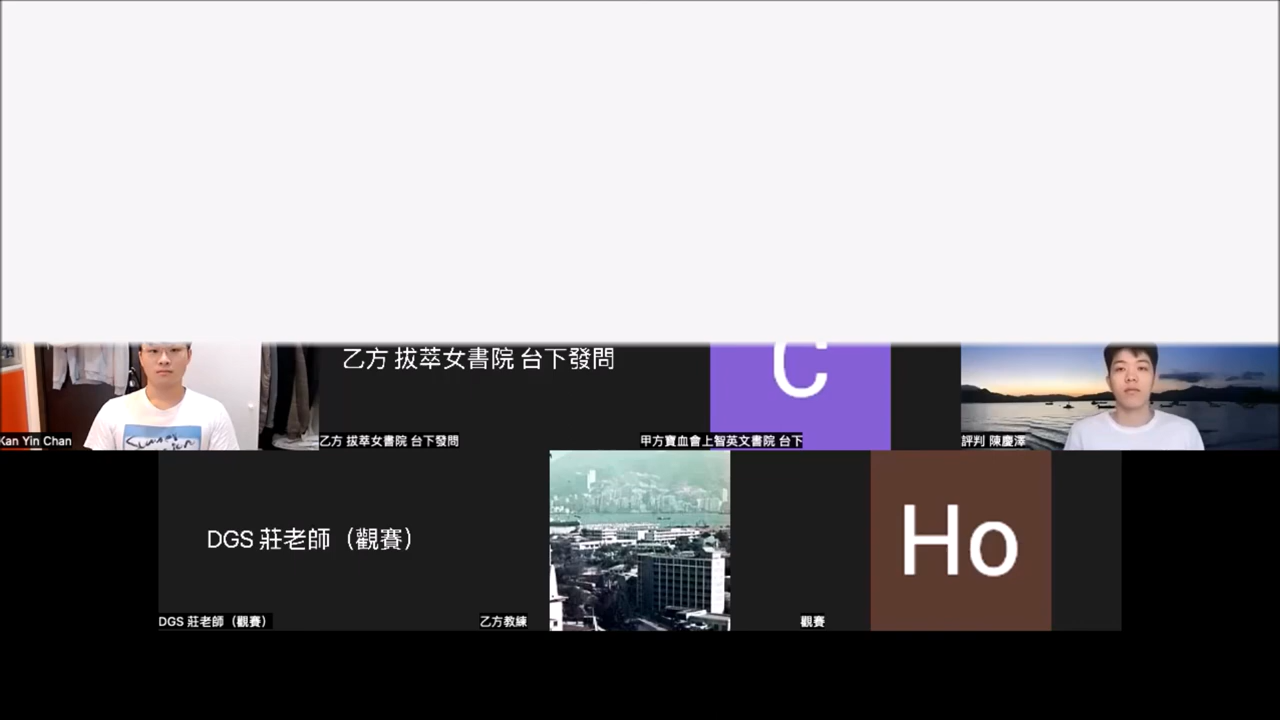 乙方 拔萃女書院 台下發問
C
Kan Yin Chan
乙方 拔萃女書院 台下發問
甲方寶血會上智英文書院 台下
評判 陳慶澤
DGS 莊老師（觀賽）
Ho
DGS 莊老師（觀賽）
乙方教練
觀賽